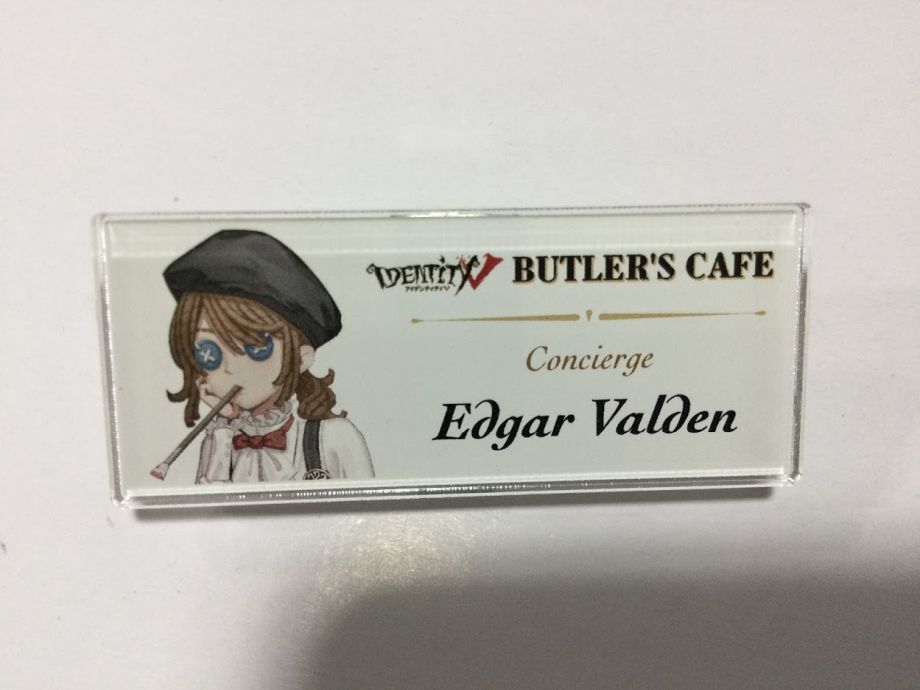 IDENTITY V BUTLER'S CAFE
アイデンティティV
Concierge
Edgar Valden